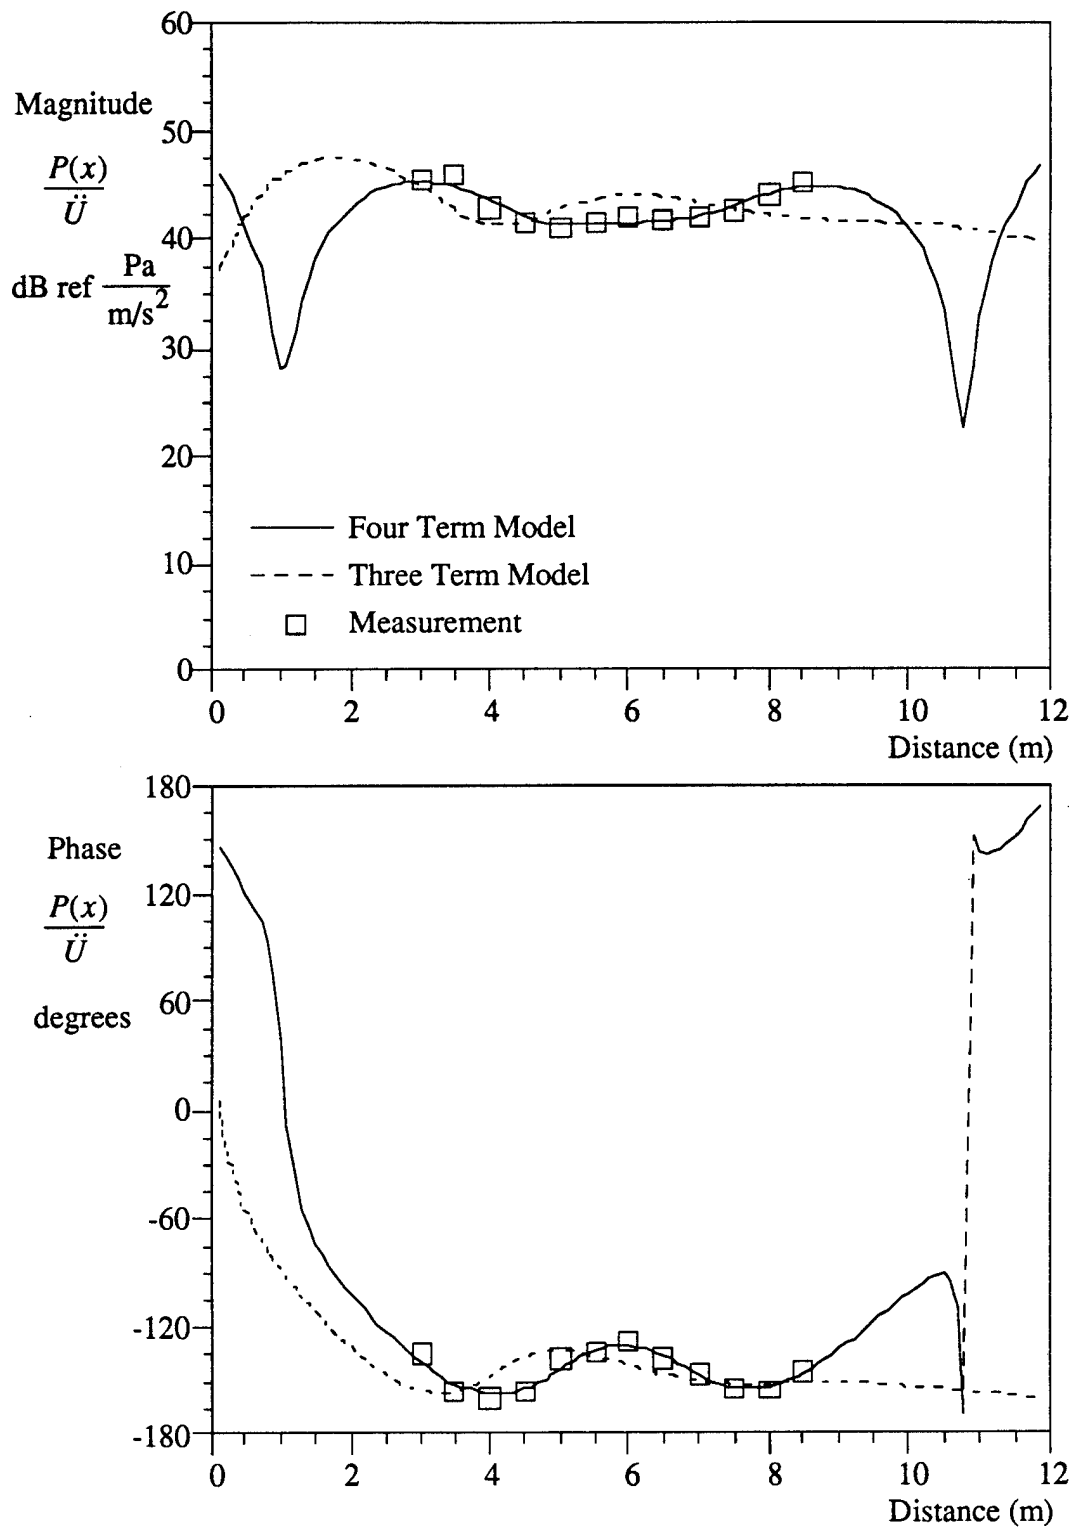 60
Magnitude
50
P(x)
Ü
40
dB ref Pa
m/s²
30
20
Four Term Model
10
Three Term Model
Measurement
0
0 2 4 6 8 10 12
Distance (m)
180
Phase
120
P(x)
Ü
60
degrees
0
-60
-120
-180
0 2 4 6 8 10 12
Distance (m)